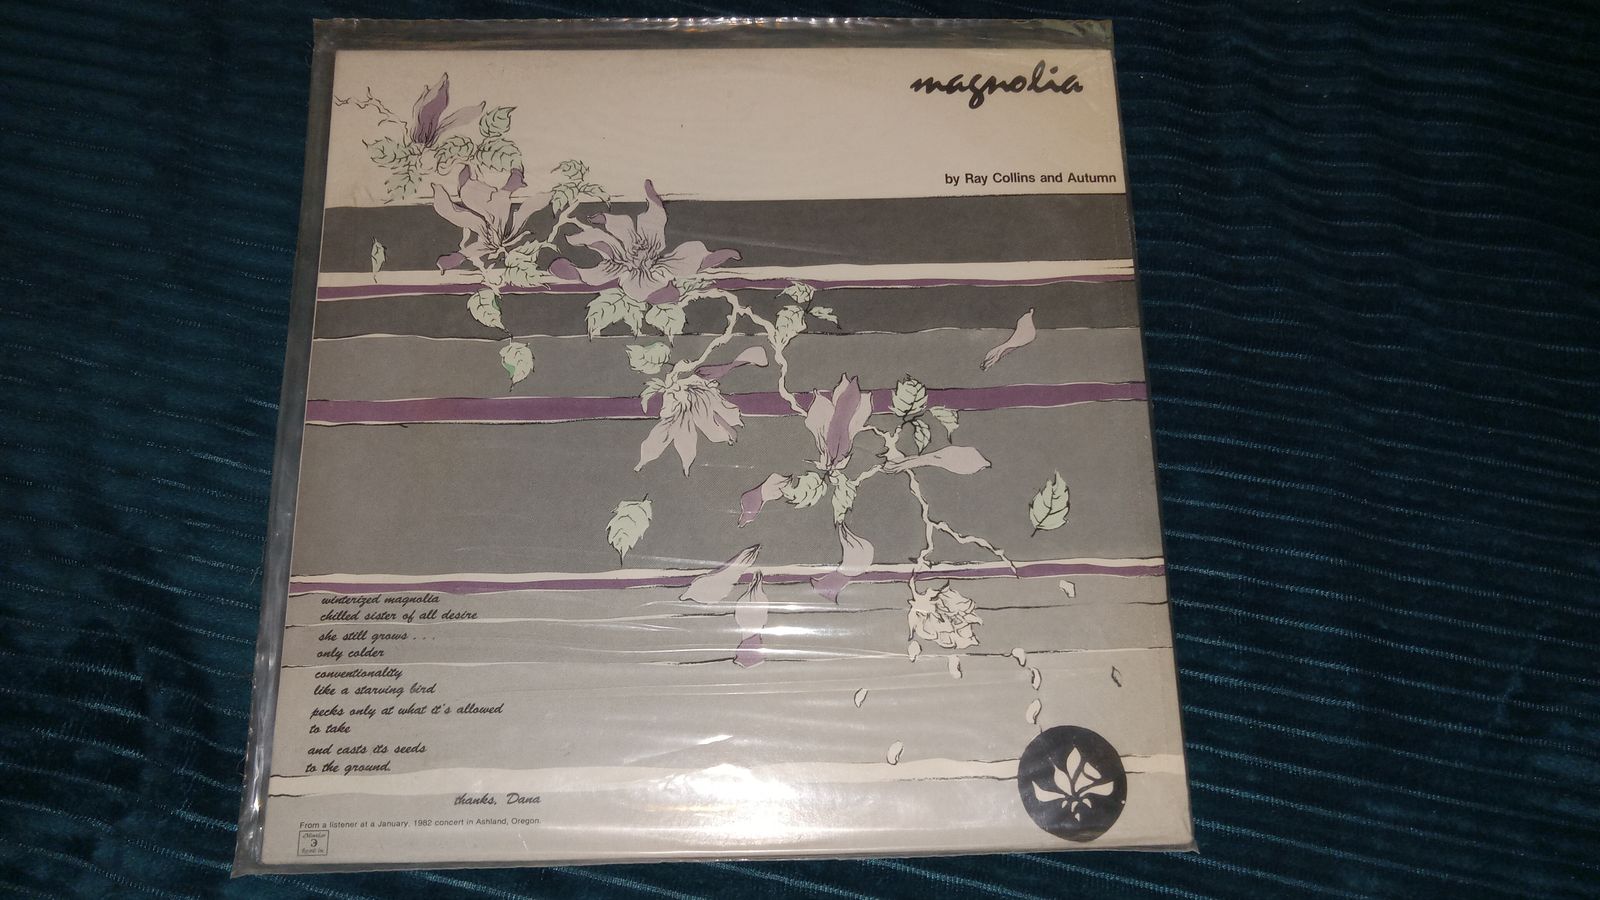 magnolia
by Ray Collins and Autumn
winterized magnolia
chilled sister of all desire
she still grows . . .
only colder
conventionality
like a starving bird
pecks only at what it's allowed
to take
and casts its seeds
to the ground.
thanks, Dana
From a listener at a January, 1982 concert in Ashland, Oregon.